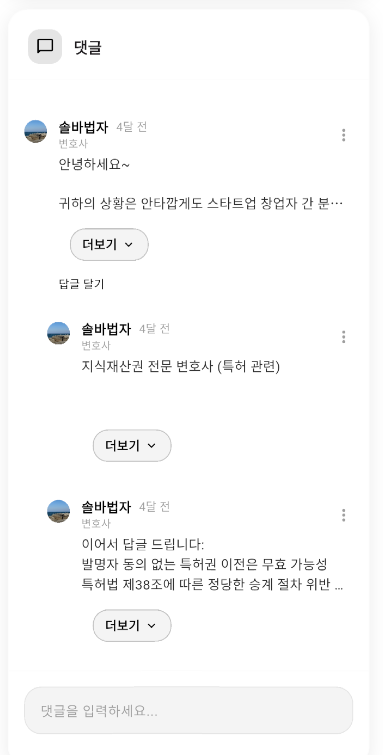 댓글
솔바법자 4달 전
변호사
안녕하세요~
귀하의 상황은 안타깝게도 스타트업 창업자 간 분…
더보기
답글 달기
솔바법자 4달 전
변호사
지식재산권 전문 변호사 (특허 관련)
더보기
솔바법자 4달 전
변호사
이어서 답글 드립니다:
발명자 동의 없는 특허권 이전은 무효 가능성
특허법 제38조에 따른 정당한 승계 절차 위반 …
더보기
댓글을 입력하세요...